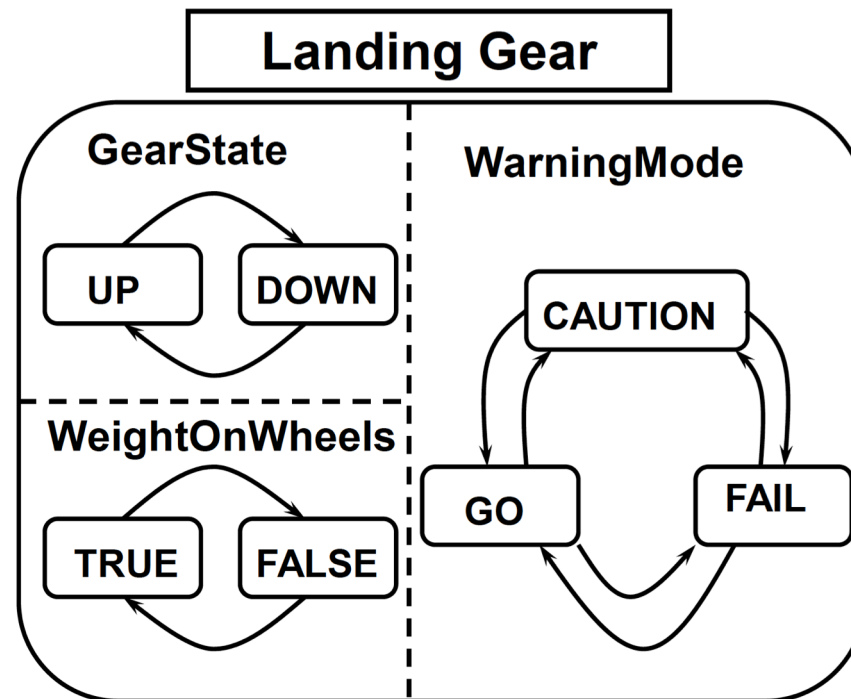 Landing Gear
GearState
UP
DOWN
WeightOnWheels
TRUE
FALSE
WarningMode
CAUTION
GO
FAIL